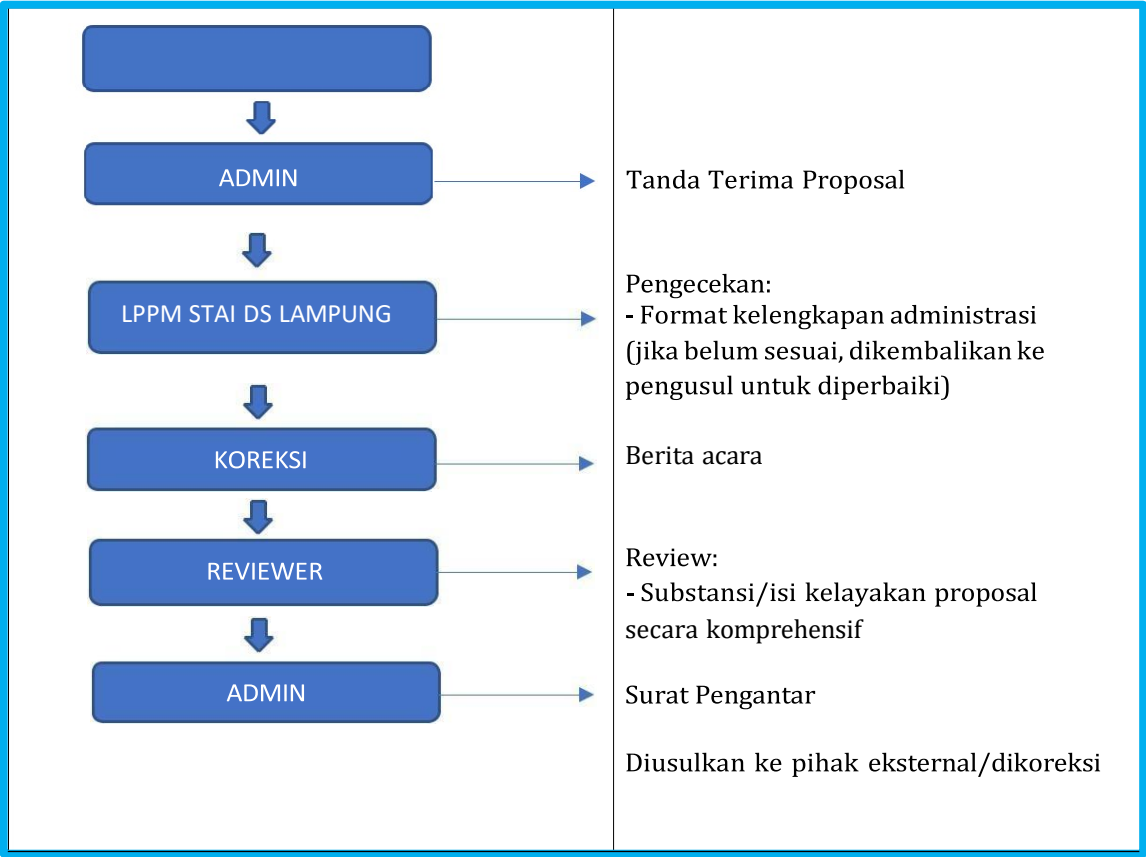 ADMIN
Tanda Terima Proposal
LPPM STAI DS LAMPUNG
Pengecekan:
- Format kelengkapan administrasi
(jika belum sesuai, dikembalikan ke
pengusul untuk diperbaiki)
KOREKSI
Berita acara
REVIEWER
Review:
- Substansi/isi kelayakan proposal
secara komprehensif
ADMIN
Surat Pengantar
Diusulkan ke pihak eksternal/dikoreksi